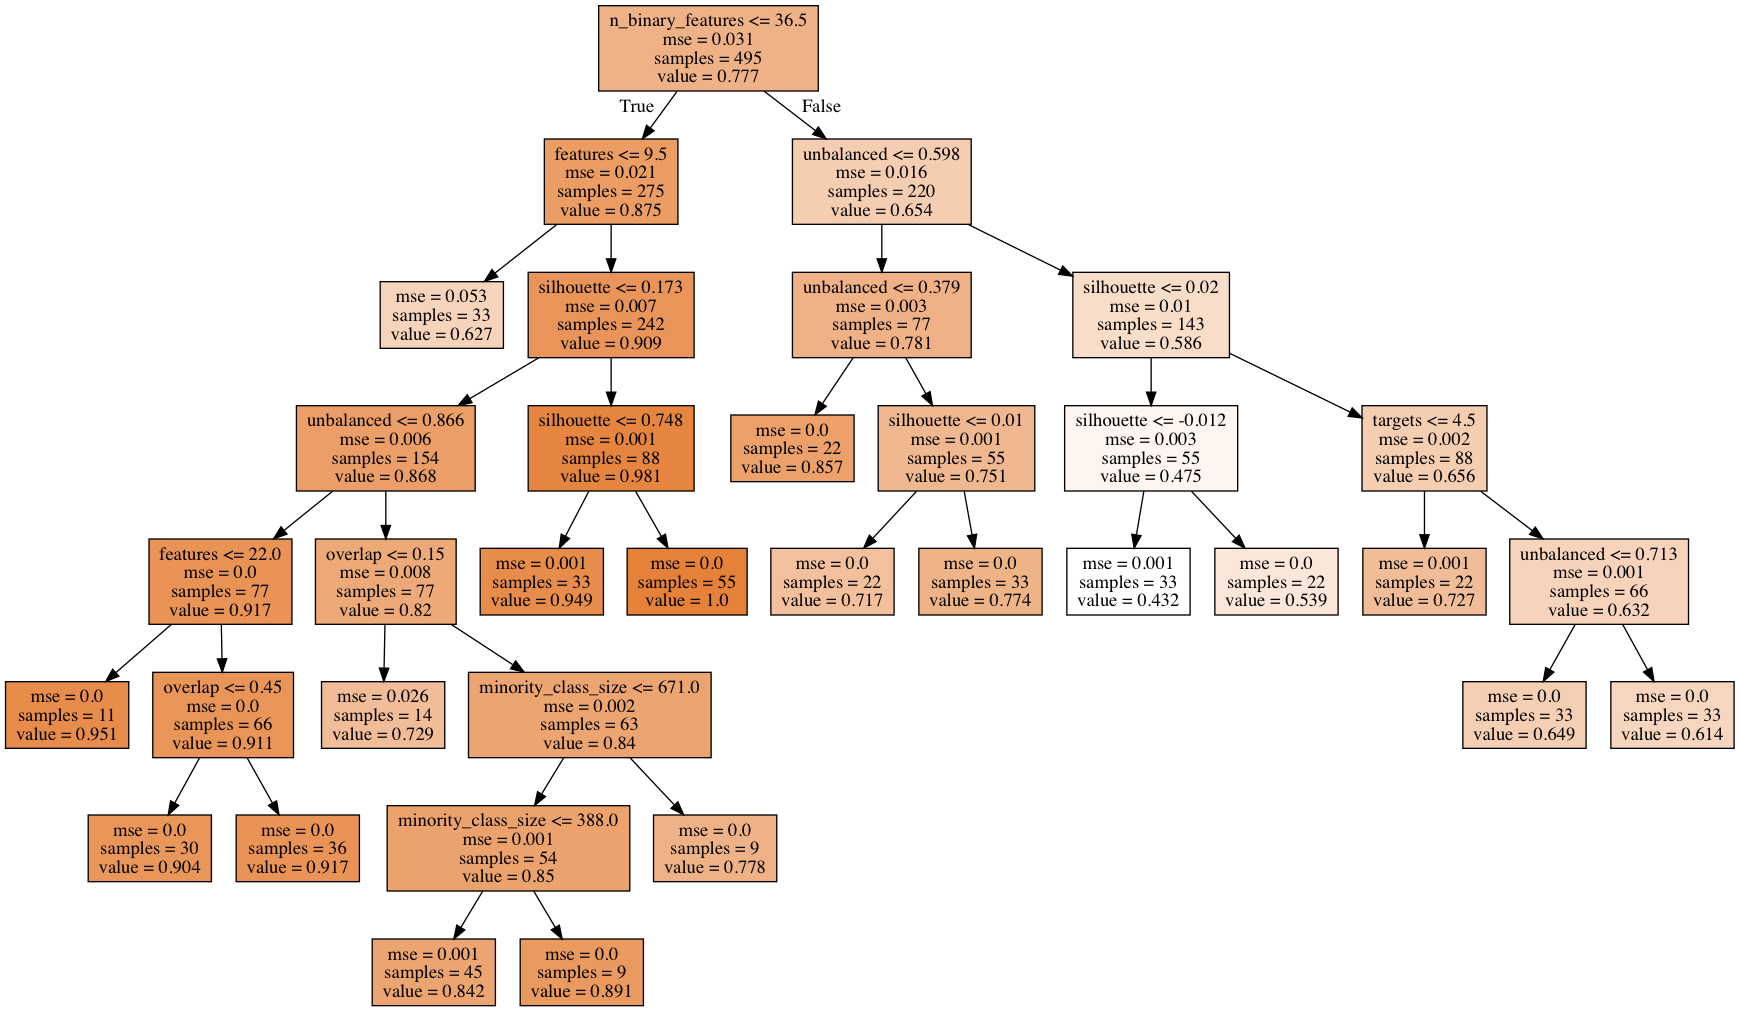 n_binary_features <= 36.5
mse = 0.031
samples = 495
value = 0.777
True
False
features <= 9.5
mse = 0.021
samples = 275
value = 0.875
unbalanced <= 0.598
mse = 0.016
samples = 220
value = 0.654
mse = 0.053
samples = 33
value = 0.627
silhouette <= 0.173
mse = 0.007
samples = 242
value = 0.909
unbalanced <= 0.379
mse = 0.003
samples = 77
value = 0.781
silhouette <= 0.02
mse = 0.01
samples = 143
value = 0.586
unbalanced <= 0.866
mse = 0.006
samples = 154
value = 0.868
silhouette <= 0.748
mse = 0.001
samples = 88
value = 0.981
mse = 0.0
samples = 22
value = 0.857
silhouette <= 0.01
mse = 0.001
samples = 55
value = 0.751
silhouette <= -0.012
mse = 0.003
samples = 55
value = 0.475
targets <= 4.5
mse = 0.002
samples = 88
value = 0.656
features <= 22.0
mse = 0.0
samples = 77
value = 0.917
overlap <= 0.15
mse = 0.008
samples = 77
value = 0.82
mse = 0.001
samples = 33
value = 0.949
mse = 0.0
samples = 55
value = 1.0
mse = 0.0
samples = 22
value = 0.717
mse = 0.0
samples = 33
value = 0.774
mse = 0.001
samples = 33
value = 0.432
mse = 0.0
samples = 22
value = 0.539
mse = 0.001
samples = 22
value = 0.727
unbalanced <= 0.713
mse = 0.001
samples = 66
value = 0.632
mse = 0.0
samples = 11
value = 0.951
overlap <= 0.45
mse = 0.0
samples = 66
value = 0.911
mse = 0.026
samples = 14
value = 0.729
minority_class_size <= 671.0
mse = 0.002
samples = 63
value = 0.84
mse = 0.0
samples = 33
value = 0.649
mse = 0.0
samples = 33
value = 0.614
mse = 0.0
samples = 30
value = 0.904
mse = 0.0
samples = 36
value = 0.917
minority_class_size <= 388.0
mse = 0.001
samples = 54
value = 0.85
mse = 0.0
samples = 9
value = 0.778
mse = 0.001
samples = 45
value = 0.842
mse = 0.0
samples = 9
value = 0.891